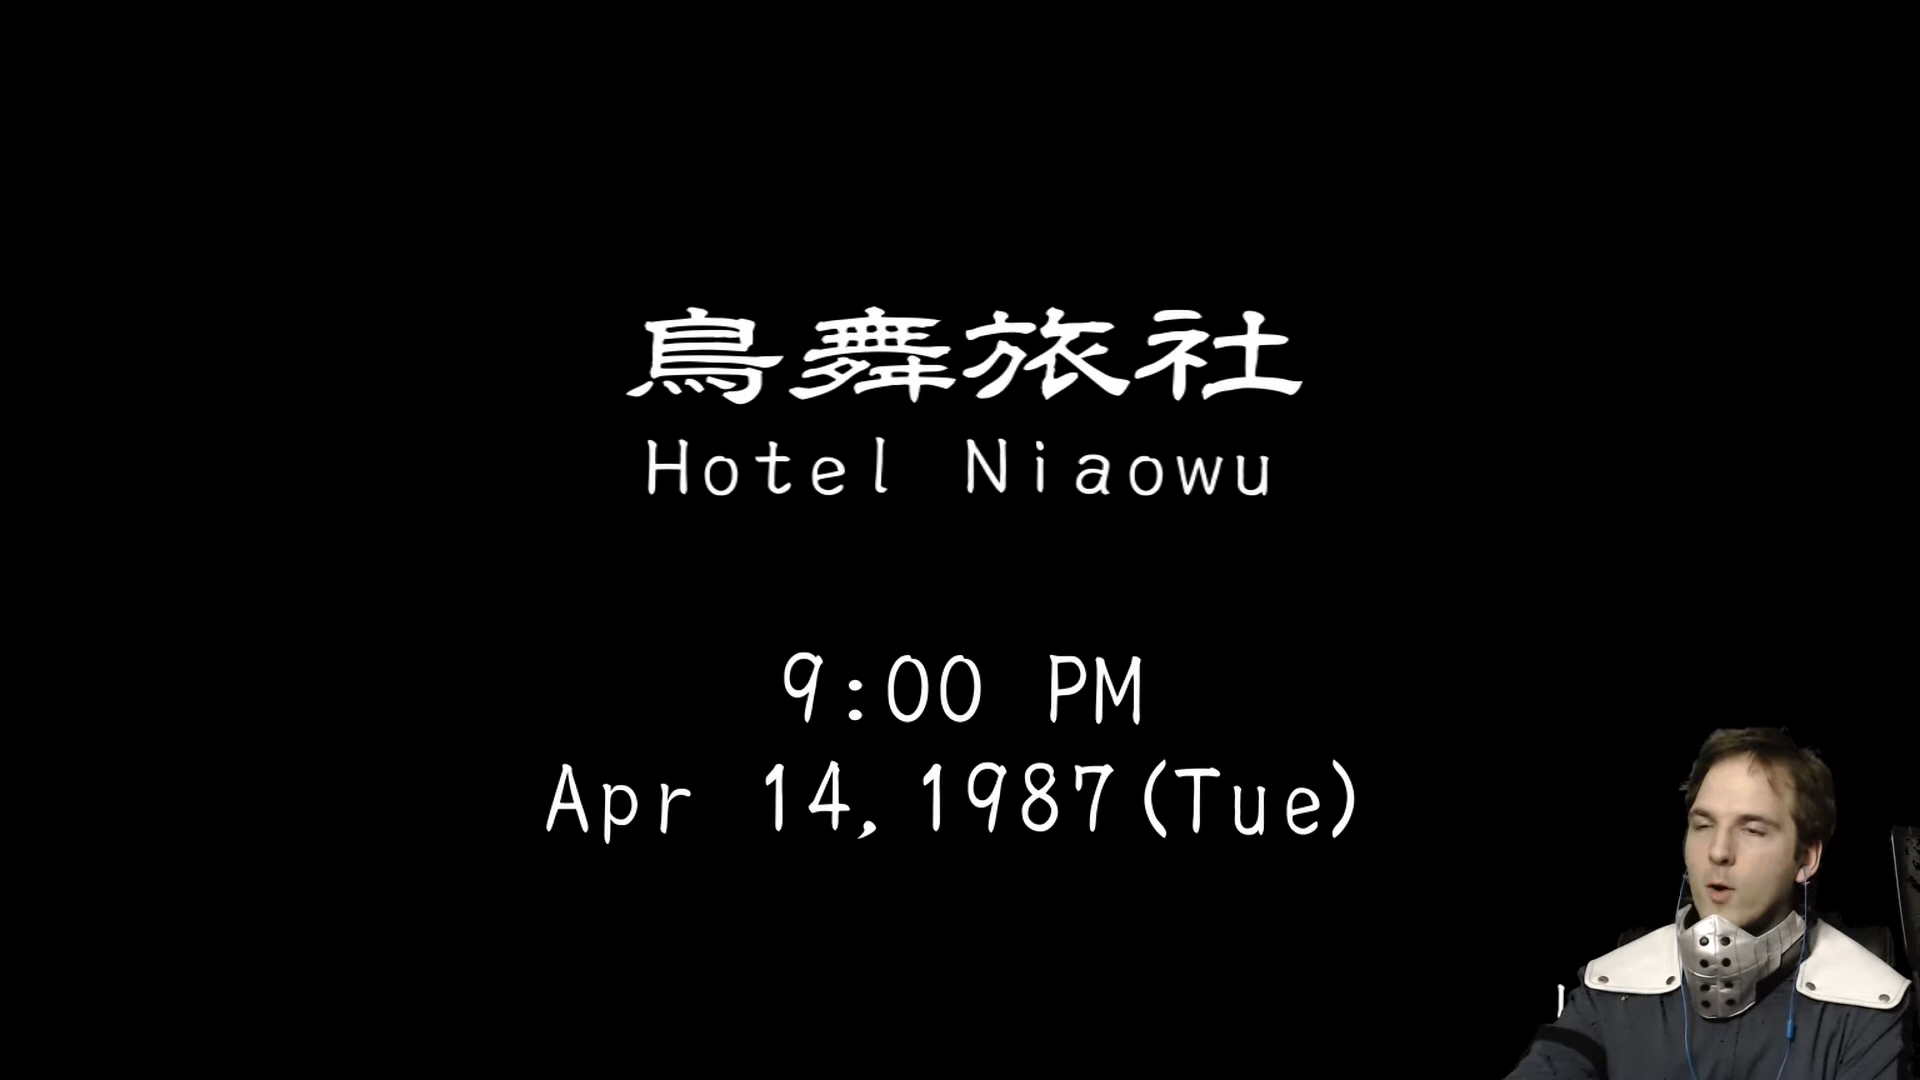 鳥舞旅社
Hotel Niaowu
9:00 PM
Apr 14,1987(Tue)